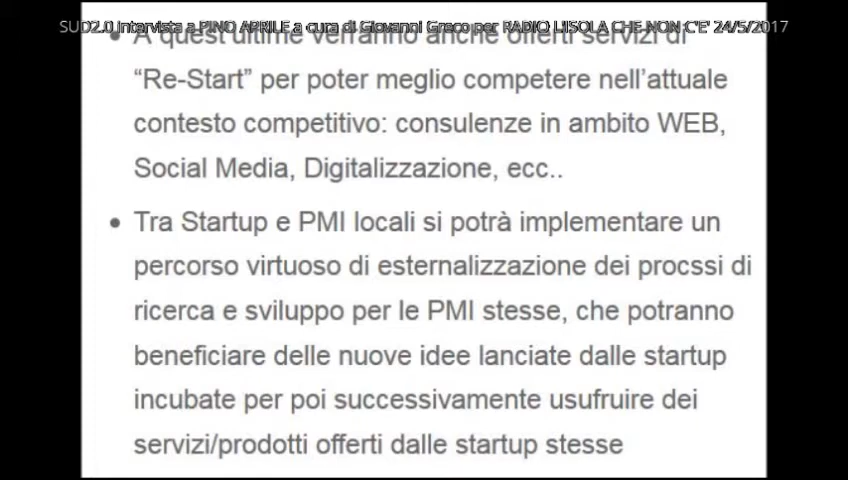 SUD2.0 Intervista a PINO APRILE a cura di Giovanni Greco per RADIO L'ISOLA CHE NON C'E' 24/5/2017
• A quest'ultime verranno anche offerti servizi di
“Re-Start” per poter meglio competere nell’attuale
contesto competitivo: consulenze in ambito WEB,
Social Media, Digitalizzazione, ecc..
• Tra Startup e PMI locali si potrà implementare un
percorso virtuoso di esternalizzazione dei procssi di
ricerca e sviluppo per le PMI stesse, che potranno
beneficiare delle nuove idee lanciate dalle startup
incubate per poi successivamente usufruire dei
servizi/prodotti offerti dalle startup stesse